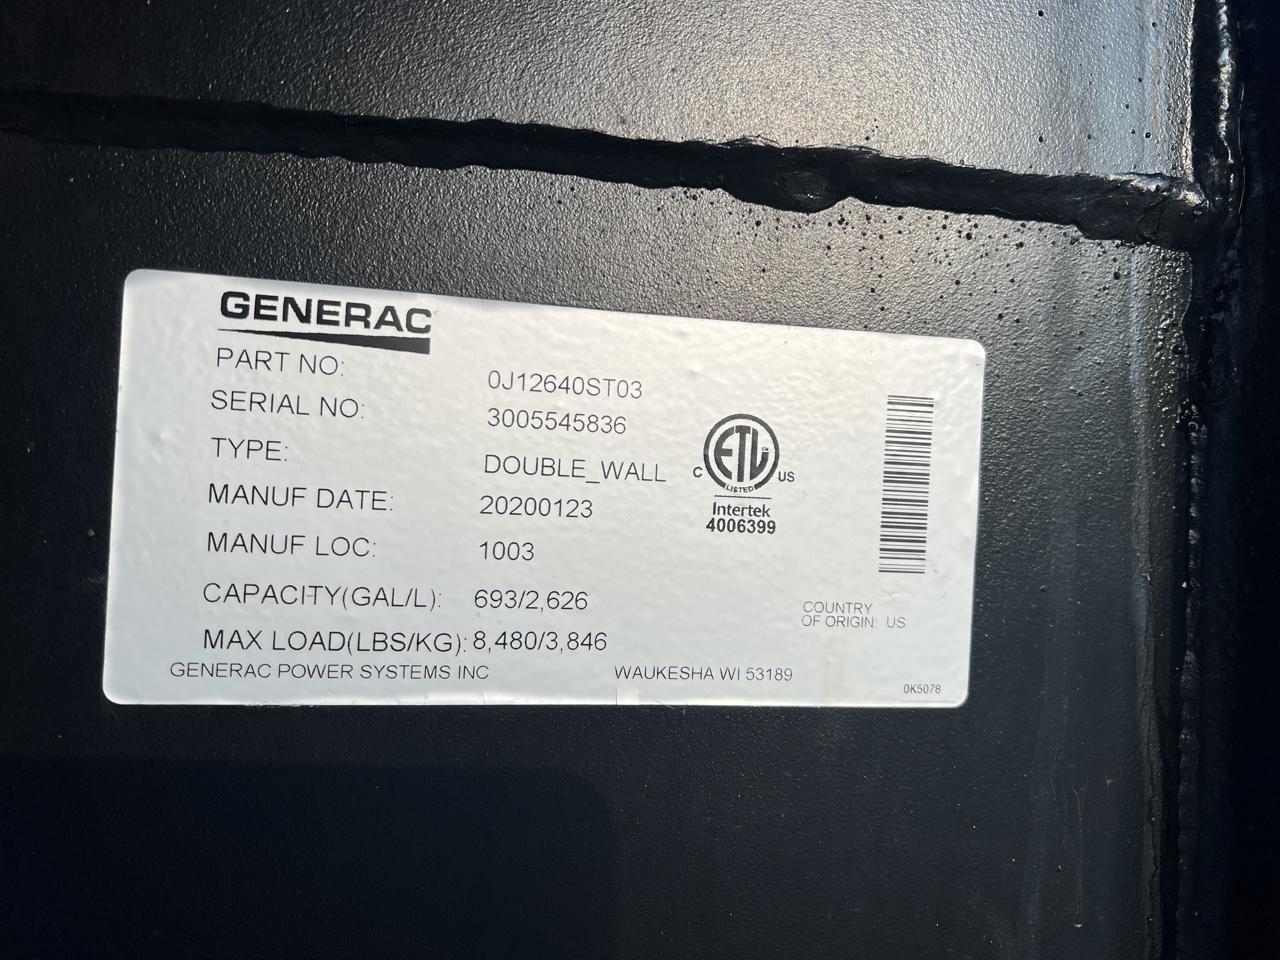 GENERAC
PART NO: 0J12640ST03
SERIAL NO: 3005545836
TYPE: DOUBLE_WALL
MANUF DATE: 20200123
MANUF LOC: 1003
CAPACITY(GAL/L): 693/2,626
MAX LOAD(LBS/KG): 8,480/3,846
GENERAC POWER SYSTEMS INC WAUKESHA WI 53189
ETL
C US
LISTED
Intertek
4006399
COUNTRY
OF ORIGIN: US
0K5078